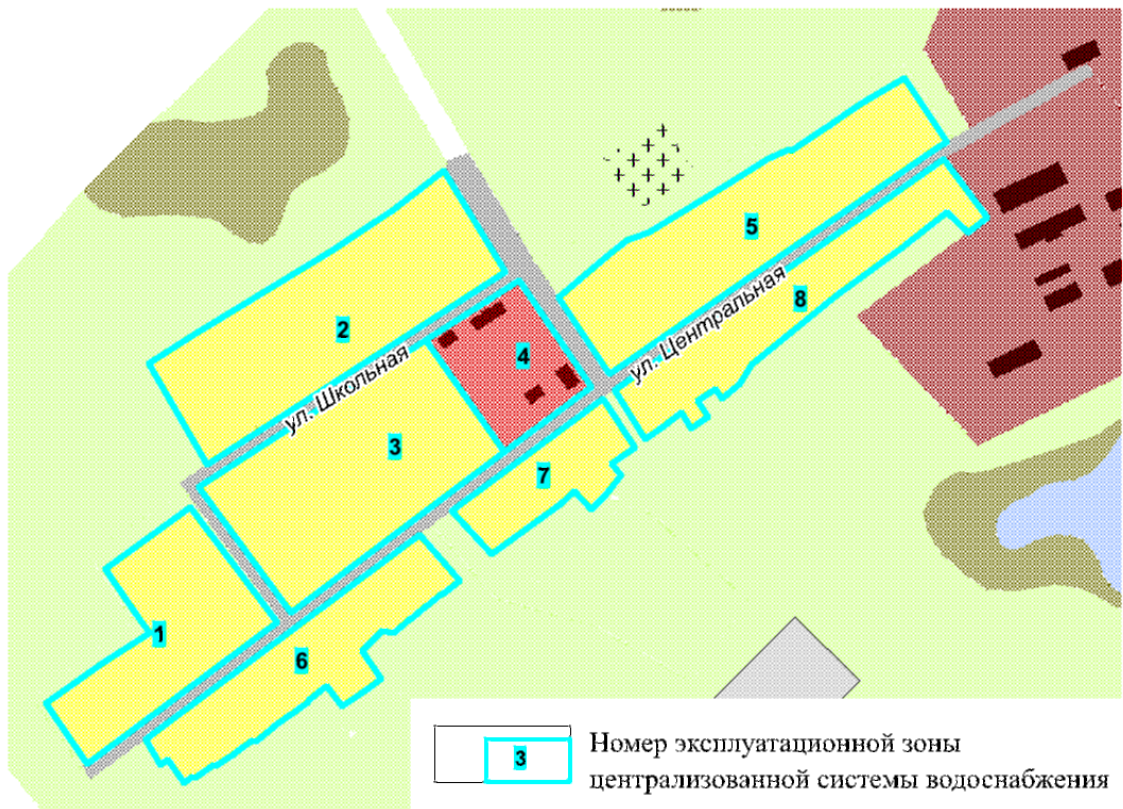 5
2
8
ул. Школьная
4
ул. Центральная
3
7
1
6
3
Номер эксплуатационной зоны
централизованной системы водоснабжения